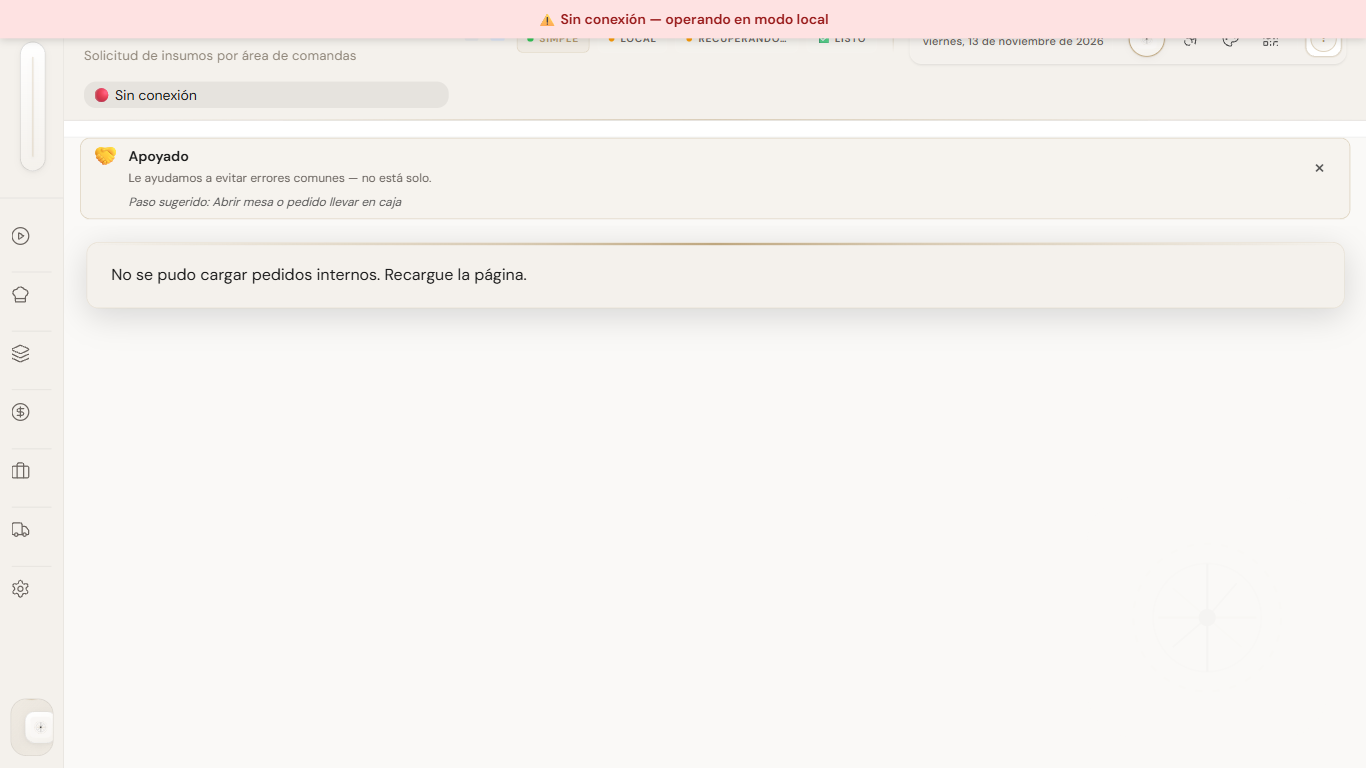 Sin conexión — operando en modo local
SIMPLE
LOCAL
RECUPERANDO…
LISTO
viernes, 13 de noviembre de 2026
Solicitud de insumos por área de comandas
Sin conexión
Apoyado
Le ayudamos a evitar errores comunes — no está solo.
Paso sugerido: Abrir mesa o pedido llevar en caja
No se pudo cargar pedidos internos. Recargue la página.